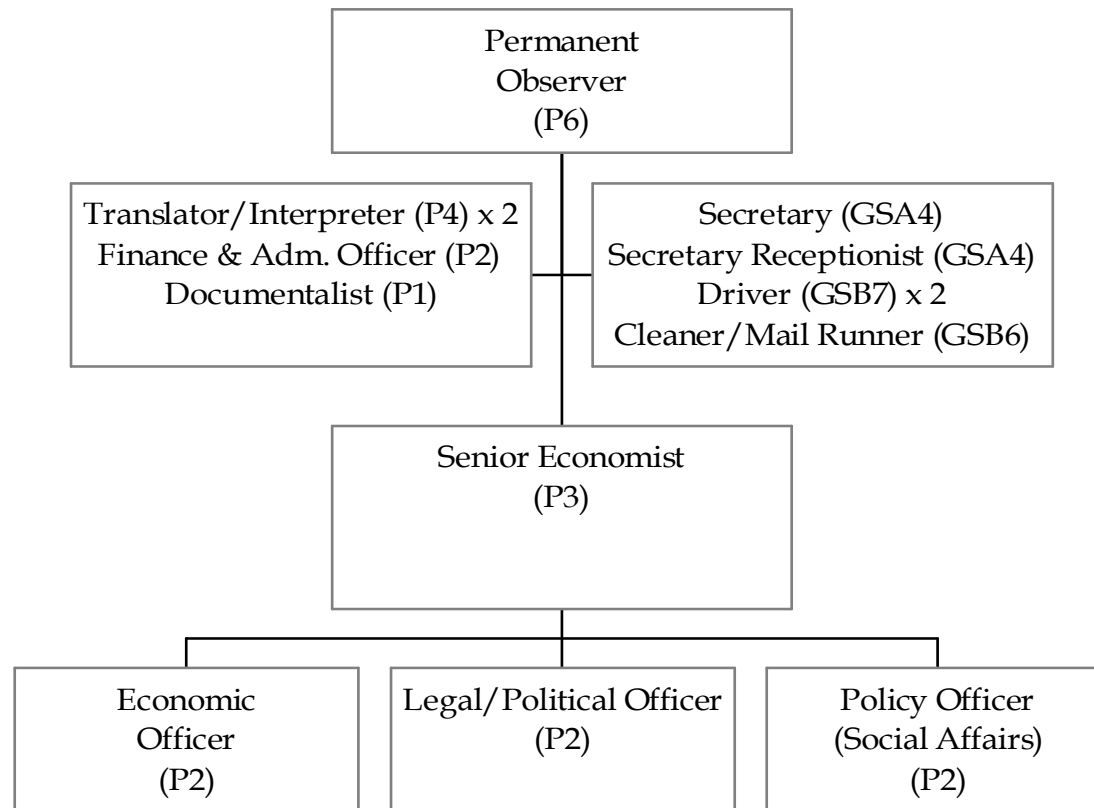 Permanent
Observer
(P6)
Translator/Interpreter (P4) x 2
Finance & Adm. Officer (P2)
Documentalist (P1)
Secretary (GSA4)
Secretary Receptionist (GSA4)
Driver (GSB7) x 2
Cleaner/Mail Runner (GSB6)
Senior Economist
(P3)
Economic
Officer
(P2)
Legal/Political Officer
(P2)
Policy Officer
(Social Affairs)
(P2)